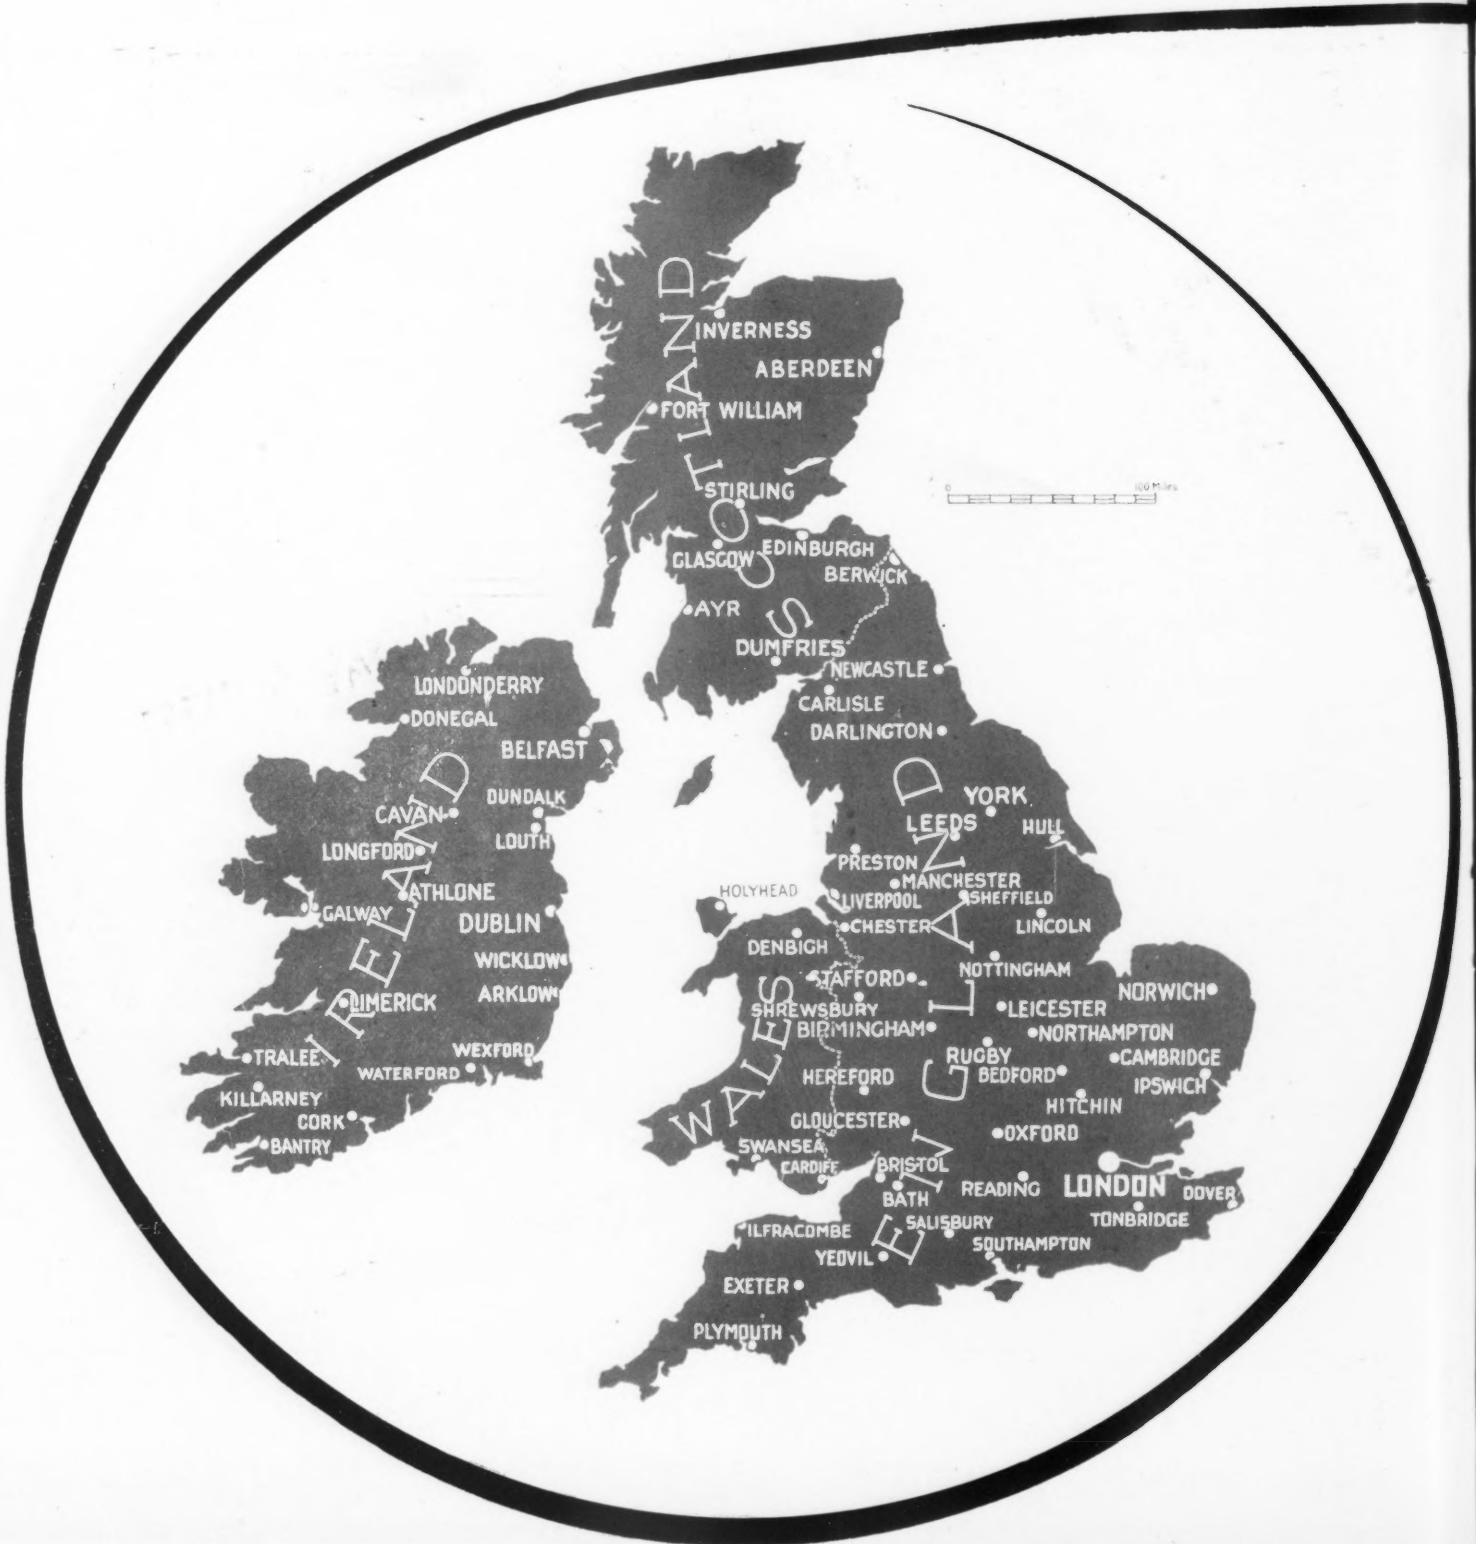 SCOTLAND
INVERNESS
ABERDEEN
FORT WILLIAM
STIRLING
0 100 Miles
GLASGOW
EDINBURGH
BERWICK
AYR
DUMFRIES
NEWCASTLE
CARLISLE
DARLINGTON
IRELAND
LONDONDERRY
DONEGAL
BELFAST
DUNDALK
CAVAN
LOUTH
LONGFORD
ATHLONE
GALWAY
DUBLIN
WICKLOW
ARKLOW
LIMERICK
WEXFORD
TRALEE
WATERFORD
KILLARNEY
CORK
BANTRY
ENGLAND
YORK
LEEDS
HULL
PRESTON
MANCHESTER
LIVERPOOL
SHEFFIELD
CHESTER
LINCOLN
NOTTINGHAM
STAFFORD
SHREWSBURY
NORWICH
LEICESTER
BIRMINGHAM
NORTHAMPTON
RUGBY
CAMBRIDGE
BEDFORD
IPSWICH
HEREFORD
HITCHIN
GLOUCESTER
OXFORD
WALES
HOLYHEAD
DENBIGH
SWANSEA
CARDIFF
BRISTOL
BATH
READING
LONDON
DOVER
TONBRIDGE
ILFRACOMBE
SALISBURY
SOUTHAMPTON
YEOVIL
EXETER
PLYMOUTH